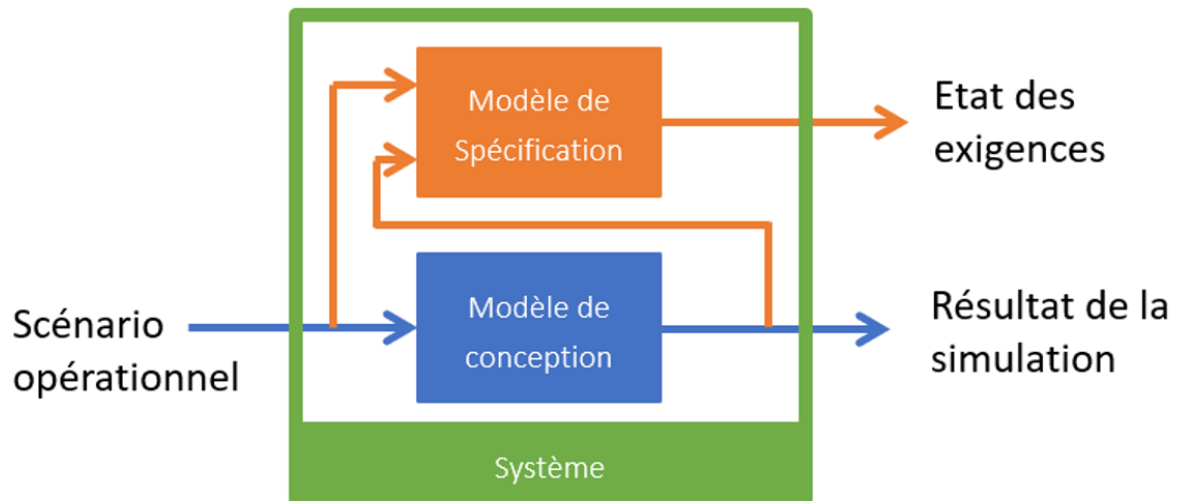 Modèle de
Spécification
Etat des
exigences
Scénario
opérationnel
Modèle de
conception
Résultat de la
simulation
Système